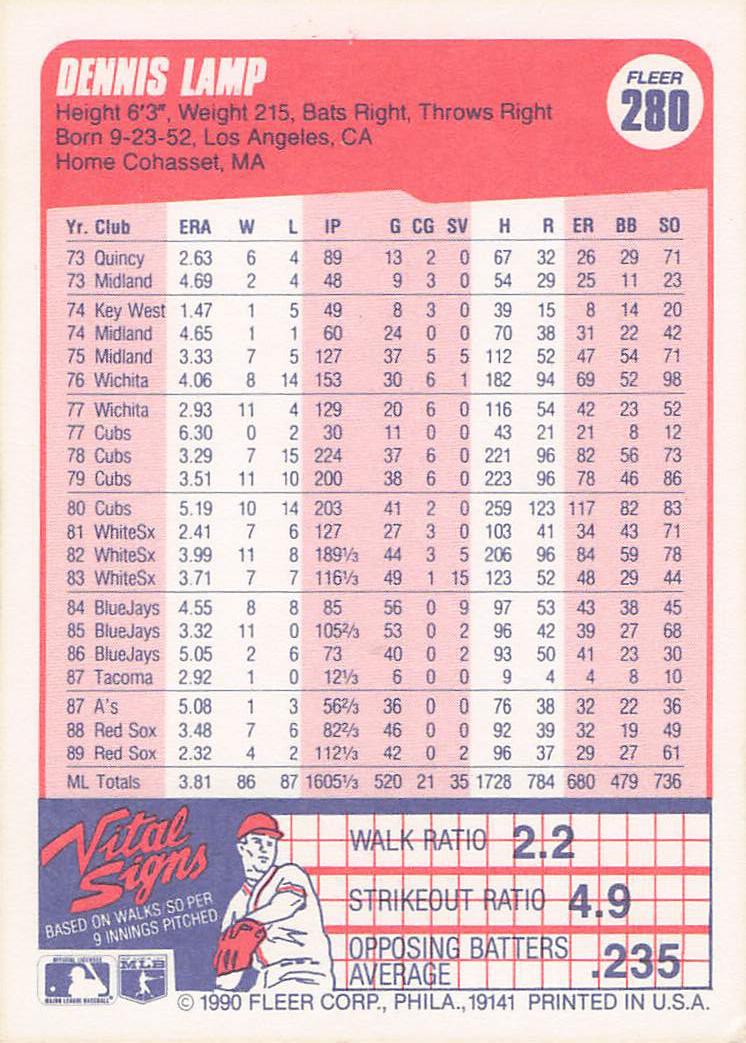 DENNIS LAMP
FLEER
280
Height 6'3", Weight 215, Bats Right, Throws Right
Born 9-23-52, Los Angeles, CA
Home Cohasset, MA
Yr. Club ERA W L IP G CG SV H R ER BB SO
73 Quincy 2.63 6 4 89 13 2 0 67 32 26 29 71
73 Midland 4.69 2 4 48 9 3 0 54 29 25 11 23
74 Key West 1.47 1 5 49 8 3 0 39 15 8 14 20
74 Midland 4.65 1 1 60 24 0 0 70 38 31 22 42
75 Midland 3.33 7 5 127 37 5 5 112 52 47 54 71
76 Wichita 4.06 8 14 153 30 6 1 182 94 69 52 98
77 Wichita 2.93 11 4 129 20 6 0 116 54 42 23 52
77 Cubs 6.30 0 2 30 11 0 0 43 21 21 8 12
78 Cubs 3.29 7 15 224 37 6 0 221 96 82 56 73
79 Cubs 3.51 11 10 200 38 6 0 223 96 78 46 86
80 Cubs 5.19 10 14 203 41 2 0 259 123 117 82 83
81 WhiteSx 2.41 7 6 127 27 3 0 103 41 34 43 71
82 WhiteSx 3.99 11 8 189⅓ 44 3 5 206 96 84 59 78
83 WhiteSx 3.71 7 7 116⅓ 49 1 15 123 52 48 29 44
84 BlueJays 4.55 8 8 85 56 0 9 97 53 43 38 45
85 BlueJays 3.32 11 0 105⅔ 53 0 2 96 42 39 27 68
86 BlueJays 5.05 2 6 73 40 0 2 93 50 41 23 30
87 Tacoma 2.92 1 0 12⅓ 6 0 0 9 4 4 8 10
87 A's 5.08 1 3 56⅔ 36 0 0 76 38 32 22 36
88 Red Sox 3.48 7 6 82⅔ 46 0 0 92 39 32 19 49
89 Red Sox 2.32 4 2 112⅓ 42 0 2 96 37 29 27 61
ML Totals 3.81 86 87 1605⅓ 520 21 35 1728 784 680 479 736
Vital
Signs
BASED ON WALKS/SO PER
9 INNINGS PITCHED
WALK RATIO 2.2
STRIKEOUT RATIO 4.9
OPPOSING BATTERS
AVERAGE .235
OFFICIAL LICENSEE
MAJOR LEAGUE BASEBALL
MLB
© 1990 FLEER CORP., PHILA., 19141 PRINTED IN U.S.A.